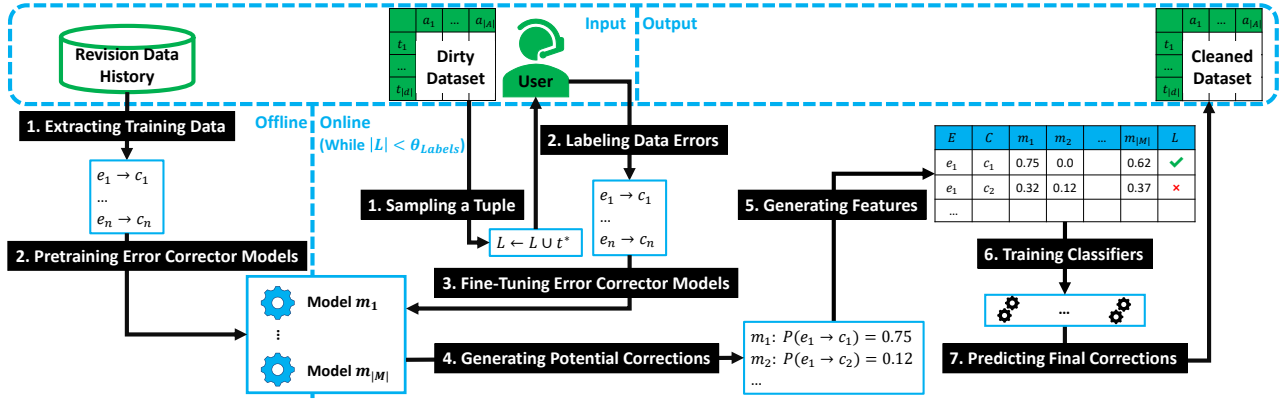 Input
Output
Revision Data
History
a₁ … a|A|
t₁
…
t|d|
Dirty
Dataset
User
a₁ … a|A|
t₁
…
t|d|
Cleaned
Dataset
1. Extracting Training Data
Offline
Online
(While |L| < θ_Labels)
e₁ → c₁
…
eₙ → cₙ
2. Pretraining Error Corrector Models
1. Sampling a Tuple
L ← L ∪ t*
2. Labeling Data Errors
e₁ → c₁
…
eₙ → cₙ
3. Fine-Tuning Error Corrector Models
Model m₁
⋮
Model m|M|
4. Generating Potential Corrections
m₁: P(e₁ → c₁) = 0.75
m₂: P(e₁ → c₂) = 0.12
…
5. Generating Features
E C m₁ m₂ … m|M| L
e₁ c₁ 0.75 0.0 0.62 ✔
e₁ c₂ 0.32 0.12 0.37 ×
…
6. Training Classifiers
...
7. Predicting Final Corrections